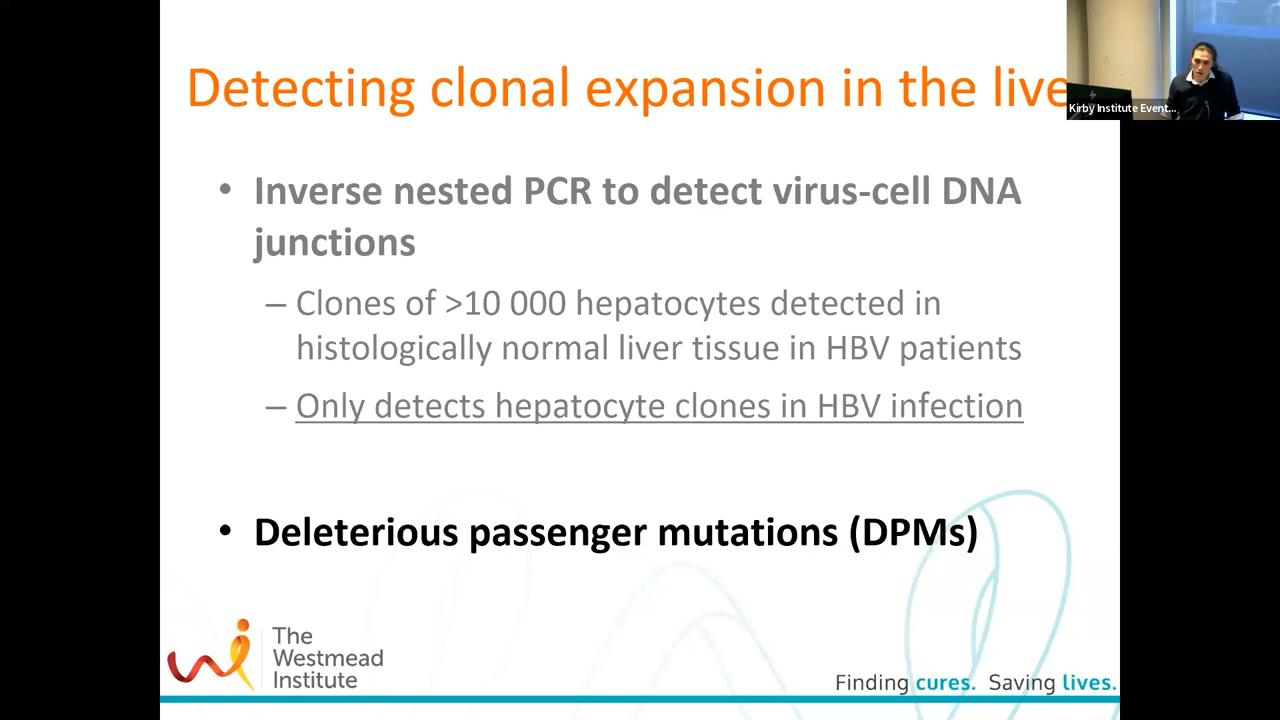 Detecting clonal expansion in the live
Kirby Institute Event...
• Inverse nested PCR to detect virus-cell DNA
junctions
– Clones of >10 000 hepatocytes detected in
histologically normal liver tissue in HBV patients
– Only detects hepatocyte clones in HBV infection
• Deleterious passenger mutations (DPMs)
The
Westmead
Institute
Finding cures. Saving lives.